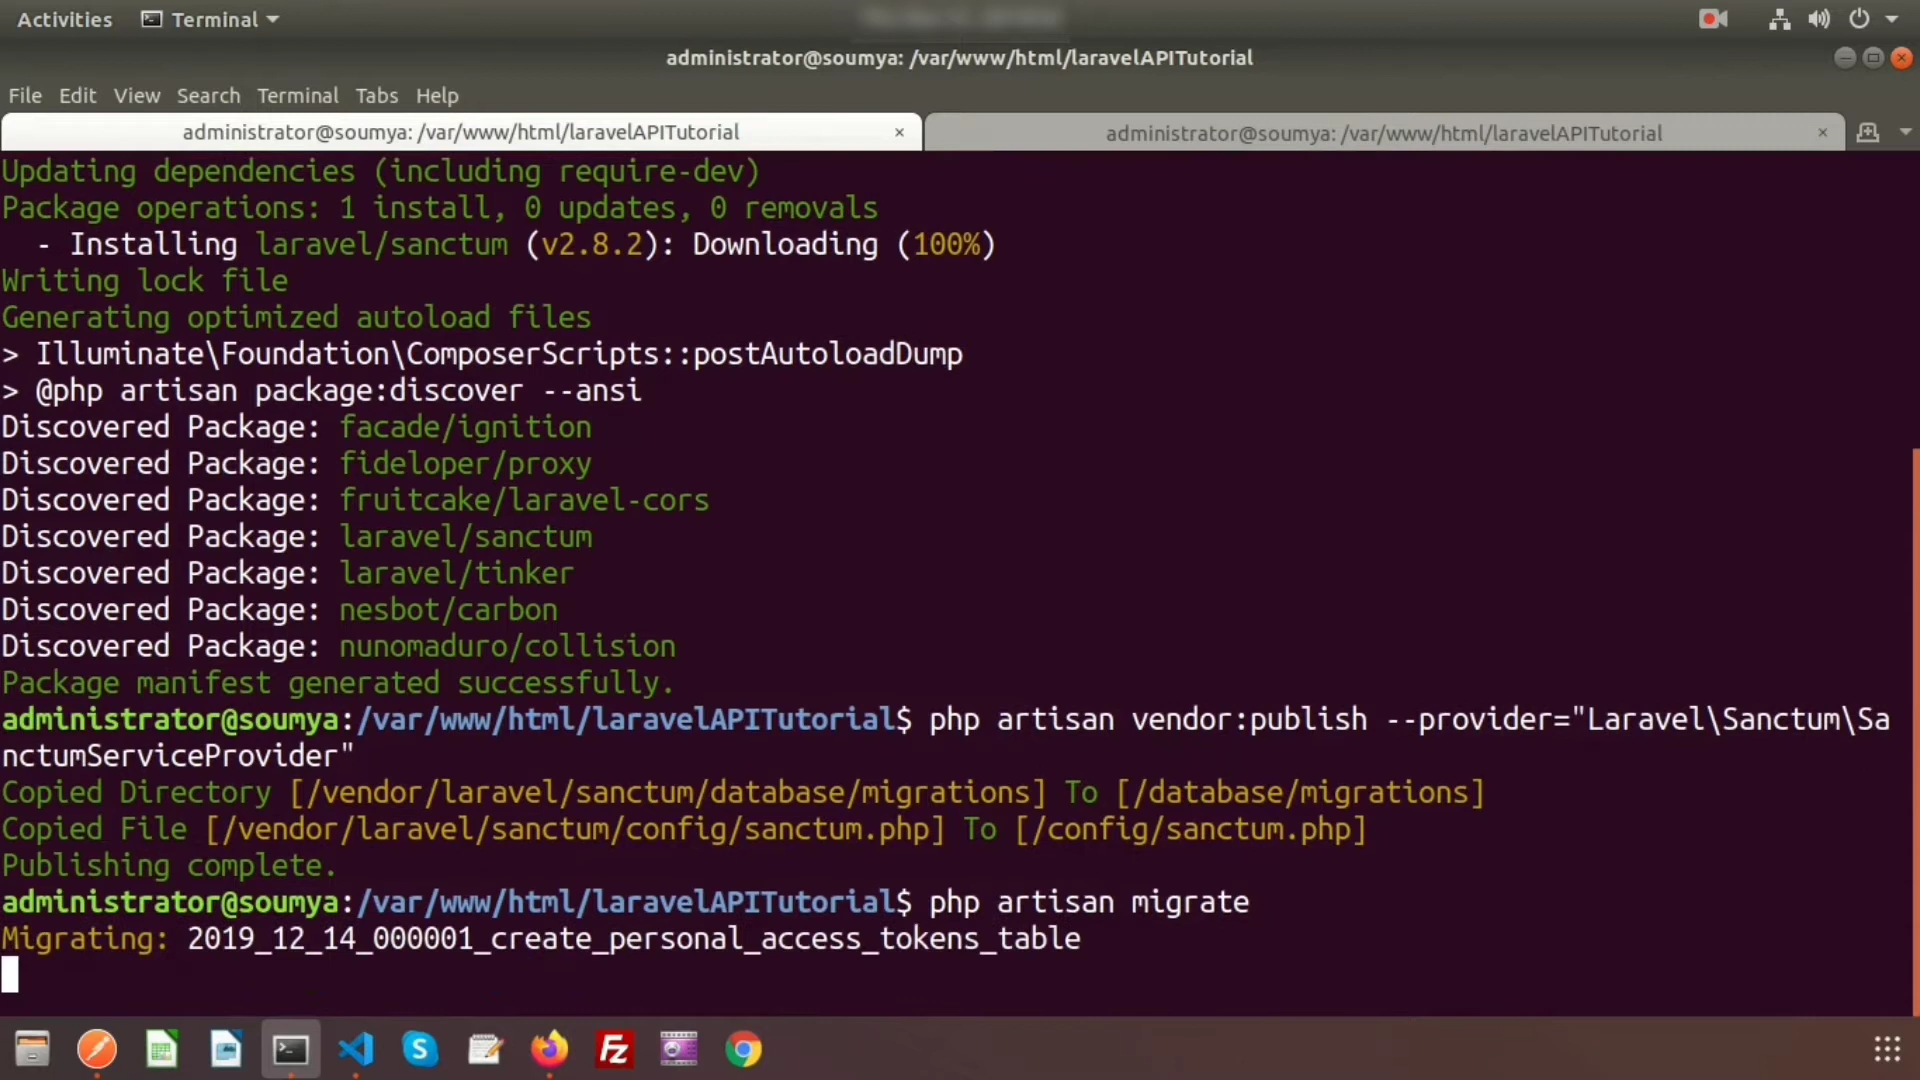 Activities Terminal
administrator@soumya: /var/www/html/laravelAPITutorial
File Edit View Search Terminal Tabs Help
administrator@soumya: /var/www/html/laravelAPITutorial × administrator@soumya: /var/www/html/laravelAPITutorial ×
Updating dependencies (including require-dev)
Package operations: 1 install, 0 updates, 0 removals
- Installing laravel/sanctum (v2.8.2): Downloading (100%)
Writing lock file
Generating optimized autoload files
> Illuminate\Foundation\ComposerScripts::postAutoloadDump
> @php artisan package:discover --ansi
Discovered Package: facade/ignition
Discovered Package: fideloper/proxy
Discovered Package: fruitcake/laravel-cors
Discovered Package: laravel/sanctum
Discovered Package: laravel/tinker
Discovered Package: nesbot/carbon
Discovered Package: nunomaduro/collision
Package manifest generated successfully.
administrator@soumya:/var/www/html/laravelAPITutorial$ php artisan vendor:publish --provider="Laravel\Sanctum\Sa
nctumServiceProvider"
Copied Directory [/vendor/laravel/sanctum/database/migrations] To [/database/migrations]
Copied File [/vendor/laravel/sanctum/config/sanctum.php] To [/config/sanctum.php]
Publishing complete.
administrator@soumya:/var/www/html/laravelAPITutorial$ php artisan migrate
Migrating: 2019_12_14_000001_create_personal_access_tokens_table
S Fz